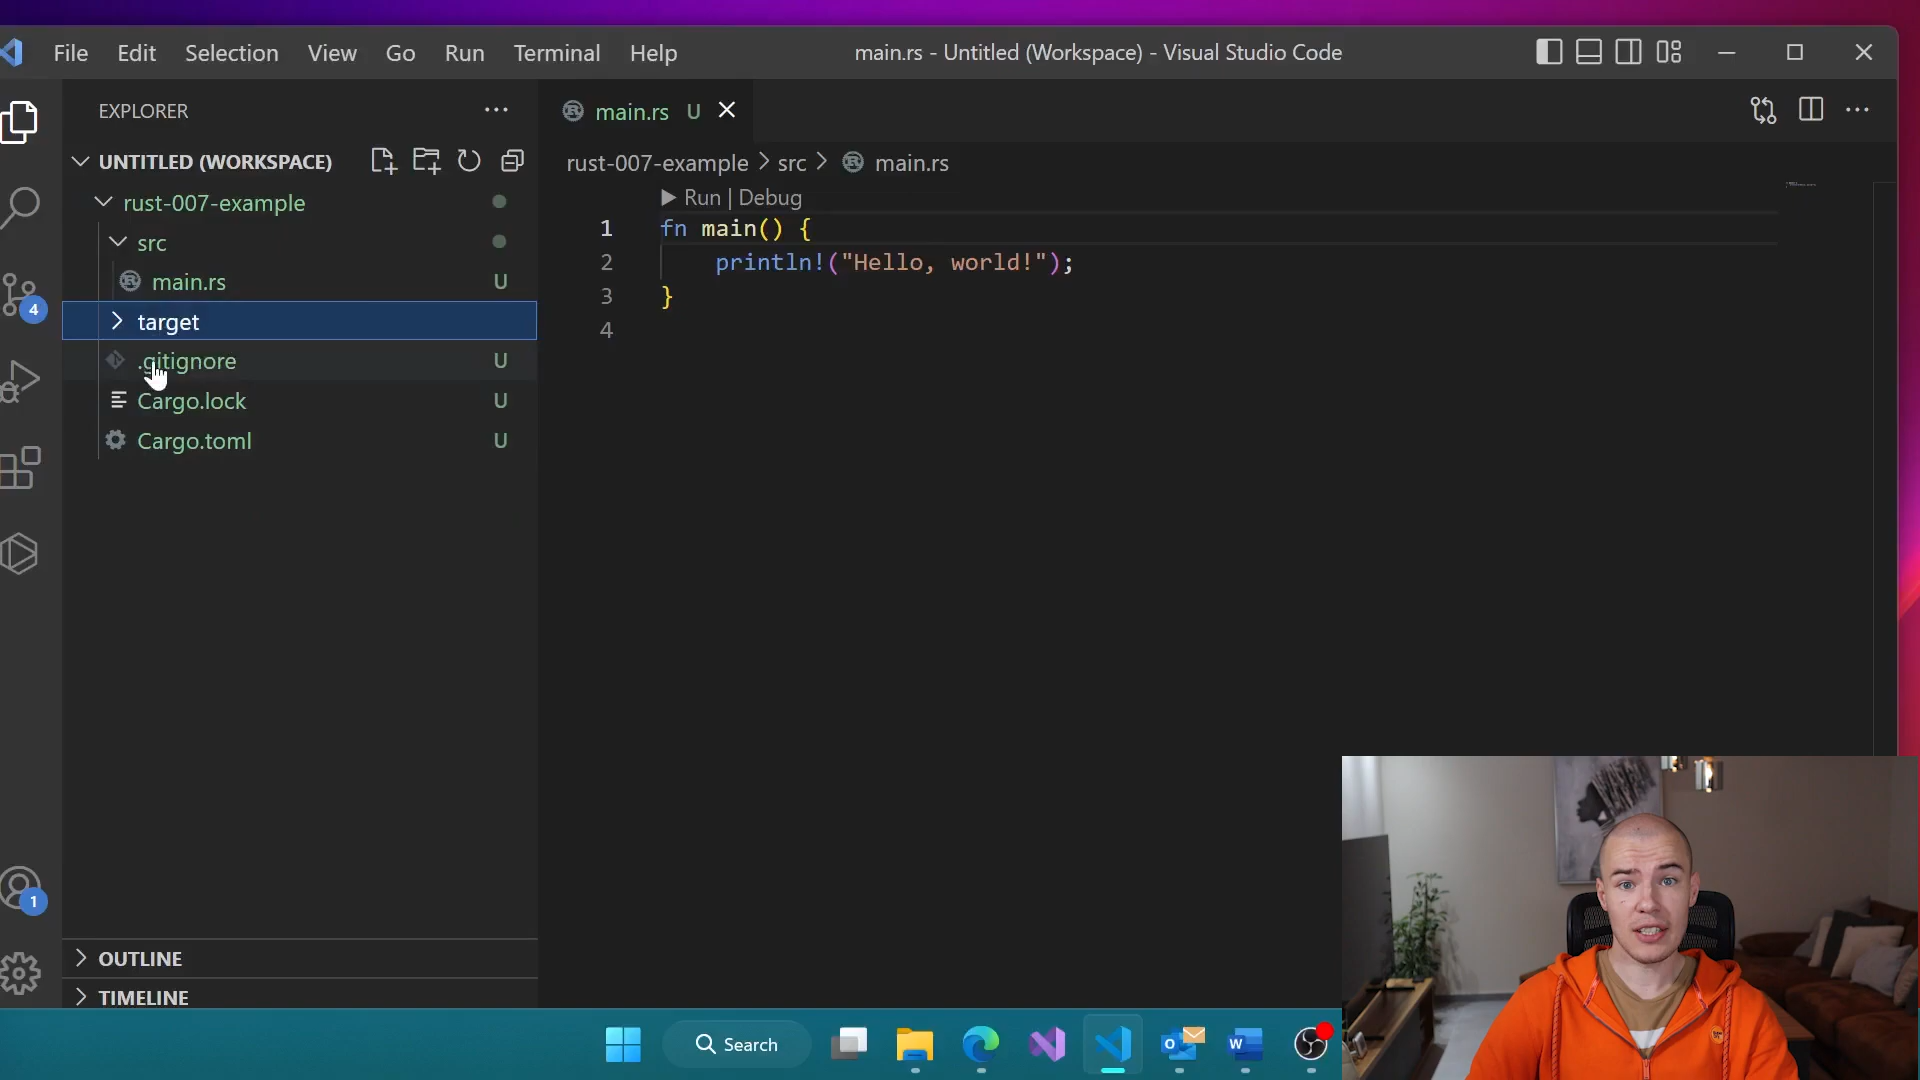 File Edit Selection View Go Run Terminal Help
main.rs - Untitled (Workspace) - Visual Studio Code
EXPLORER
UNTITLED (WORKSPACE)
rust-007-example
src
main.rs U
target
.gitignore U
Cargo.lock U
Cargo.toml U
OUTLINE
TIMELINE
4
1
main.rs U
rust-007-example > src > main.rs
Run | Debug
1 fn main() {
2     println!("Hello, world!");
3 }
4
Search